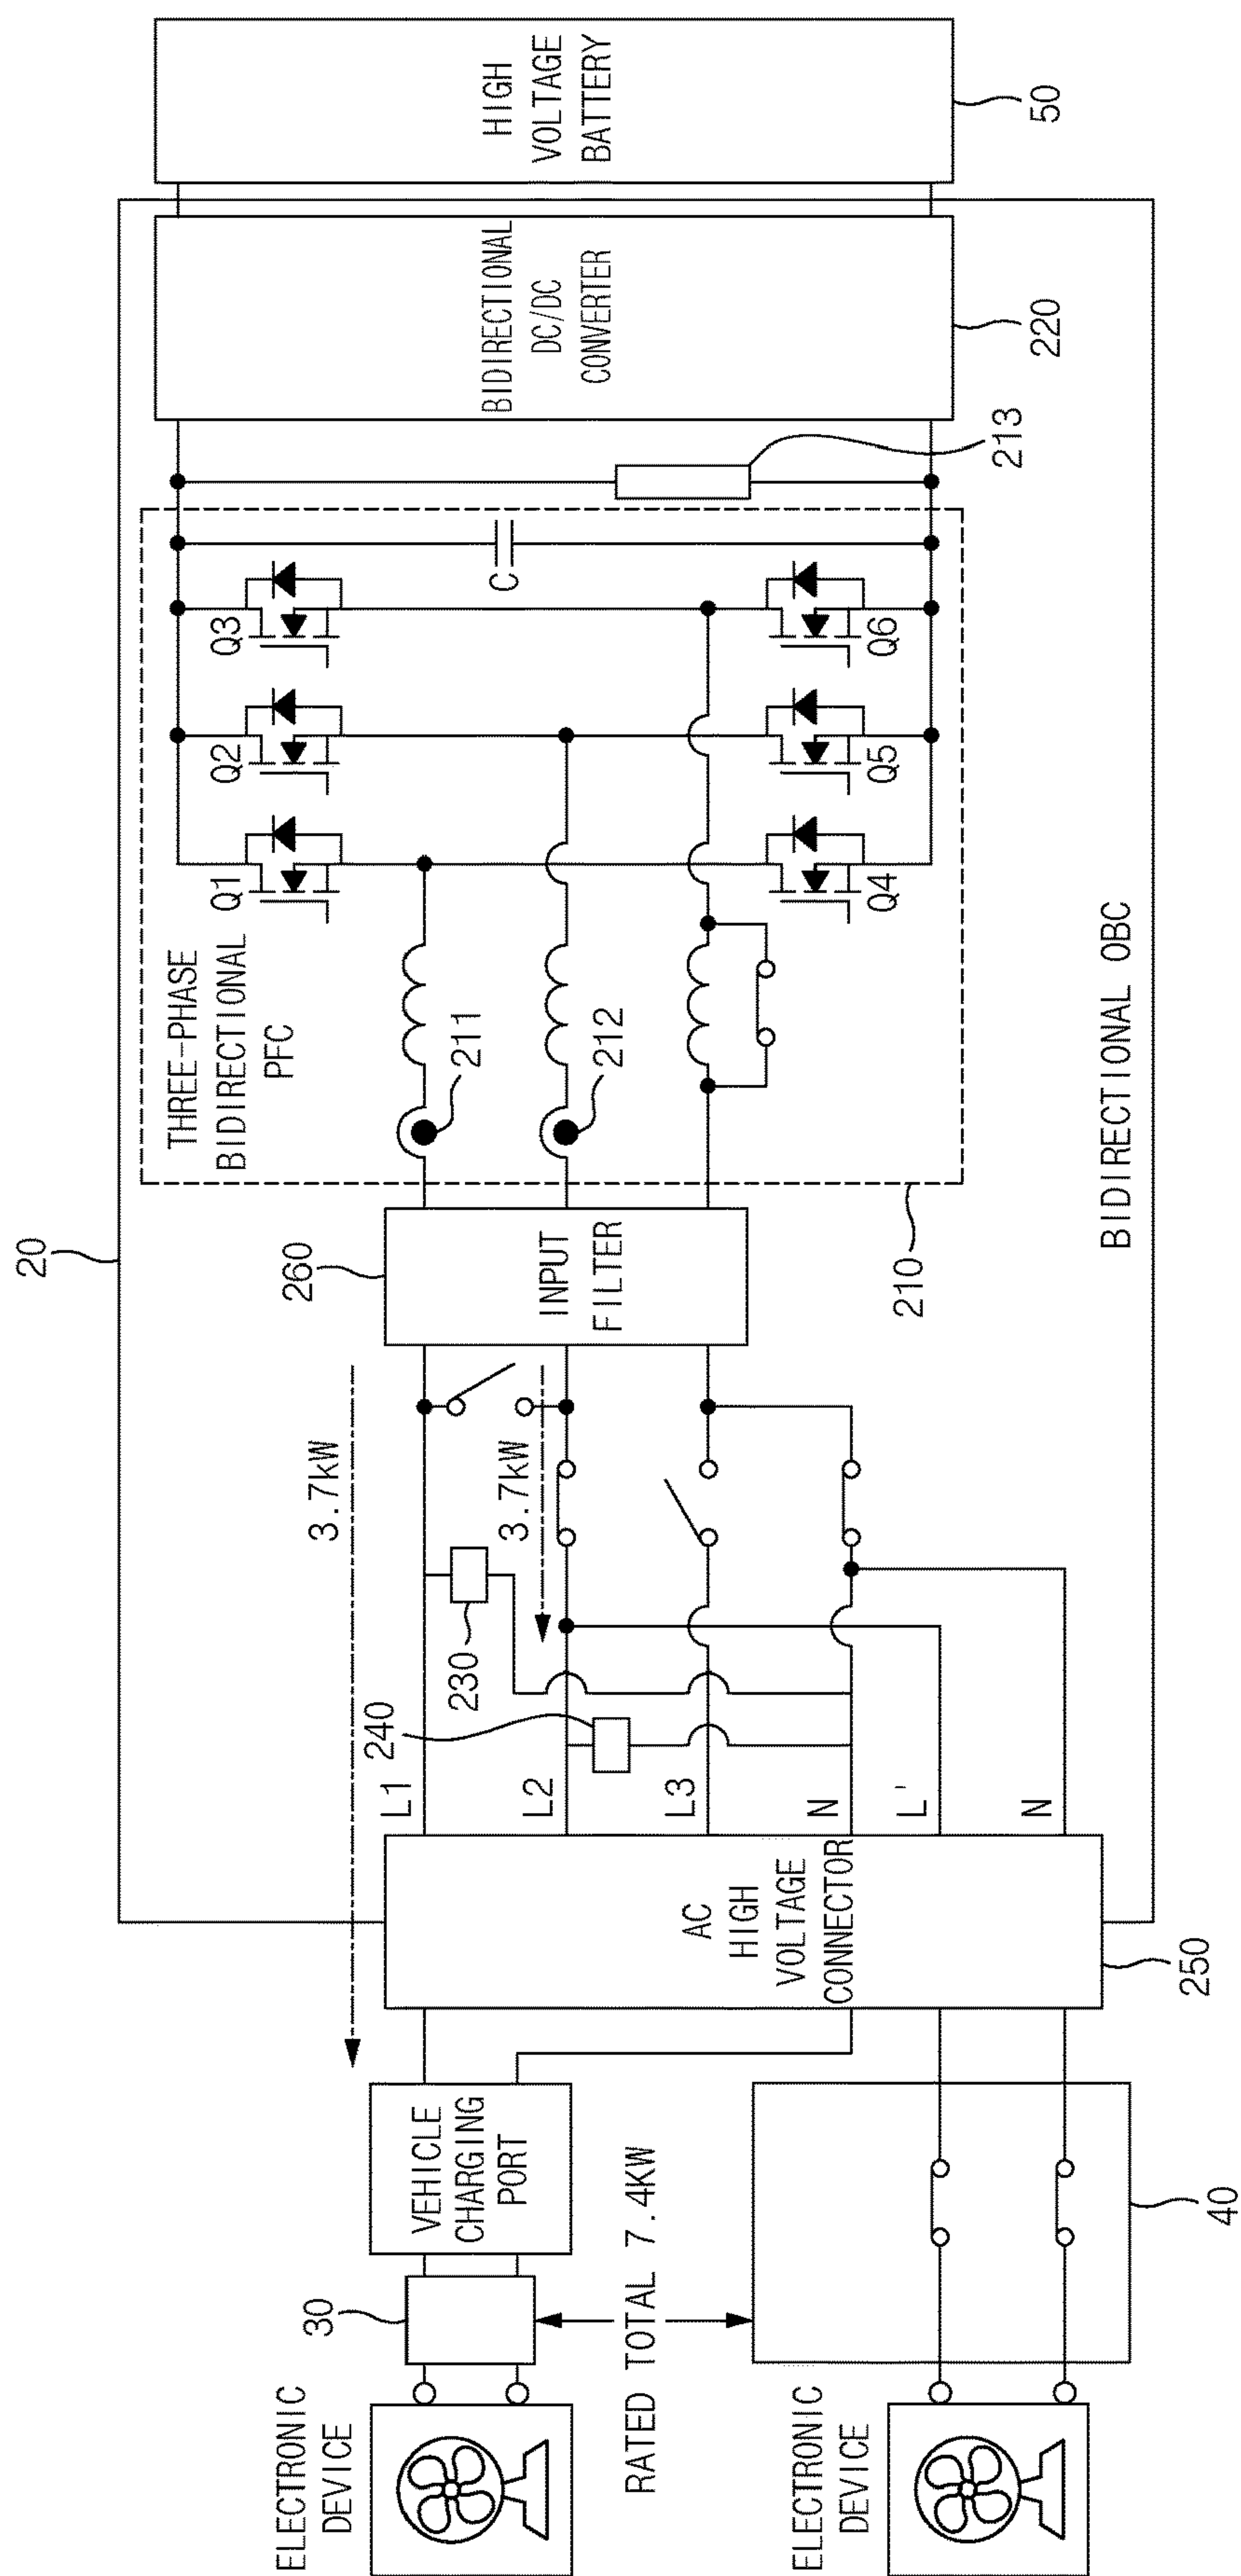 20
3.7kW
THREE-PHASE
BIDIRECTIONAL
PFC
Q1
Q2
Q3
HIGH
VOLTAGE
BATTERY
50
BIDIRECTIONAL
DC/DC
CONVERTER
220
213
C
Q4
Q5
Q6
211
212
260
INPUT
FILTER
210
3.7kW
230
240
L1
L2
L3
N
L'
N
AC
HIGH
VOLTAGE
CONNECTOR
250
BIDIRECTIONAL OBC
VEHICLE
CHARGING
PORT
30
RATED TOTAL 7.4KW
40
ELECTRONIC
DEVICE
ELECTRONIC
DEVICE